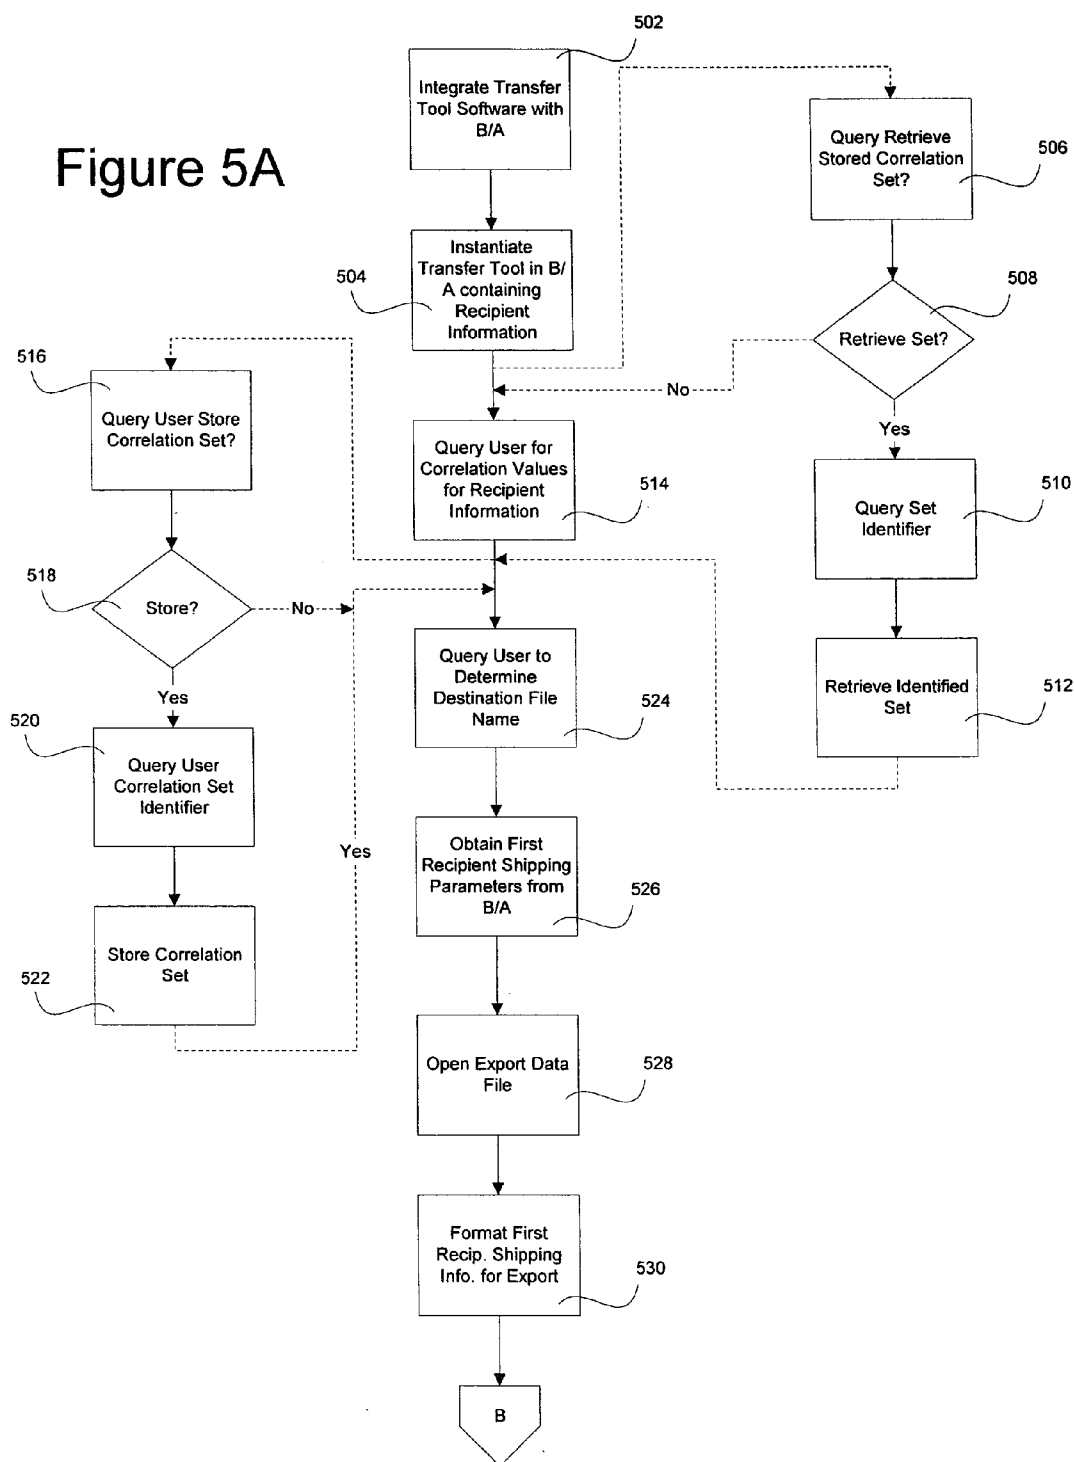 Figure 5A
502
Integrate Transfer
Tool Software with
B/A
Query Retrieve
Stored Correlation
Set?
506
504
Instantiate
Transfer Tool in B/
A containing
Recipient
Information
508
Retrieve Set?
No
Yes
516
Query User Store
Correlation Set?
Query User for
Correlation Values
for Recipient
Information
514
510
Query Set
Identifier
518
Store?
No
Yes
Query User to
Determine
Destination File
Name
524
Retrieve Identified
Set
512
520
Query User
Correlation Set
Identifier
Yes
Obtain First
Recipient Shipping
Parameters from
B/A
526
Store Correlation
Set
522
Open Export Data
File
528
Format First
Recip. Shipping
Info. for Export
530
B